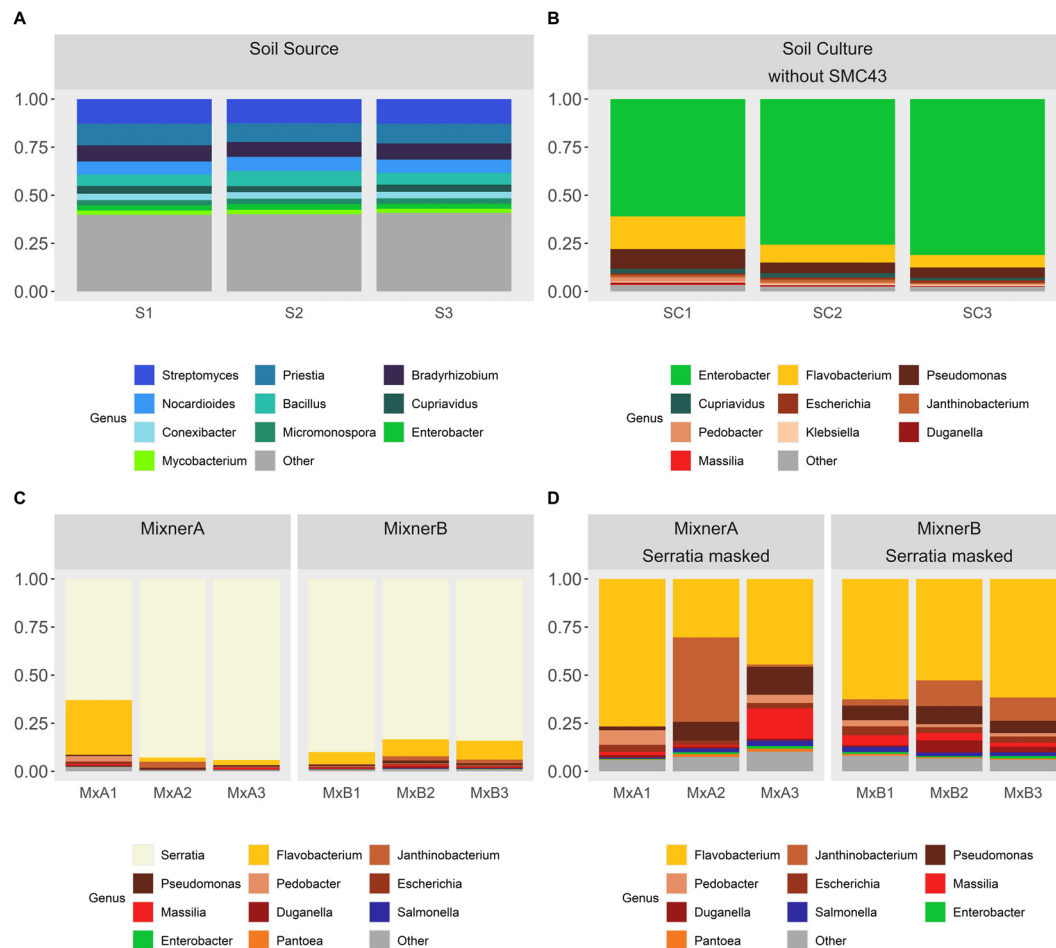 A
Soil Source
1.00
0.75
0.50
0.25
0.00
S1 S2 S3
Genus
Streptomyces Priestia Bradyrhizobium
Nocardioides Bacillus Cupriavidus
Conexibacter Micromonospora Enterobacter
Mycobacterium Other
B
Soil Culture
without SMC43
1.00
0.75
0.50
0.25
0.00
SC1 SC2 SC3
Genus
Enterobacter Flavobacterium Pseudomonas
Cupriavidus Escherichia Janthinobacterium
Pedobacter Klebsiella Duganella
Massilia Other
C
MixnerA MixnerB
1.00
0.75
0.50
0.25
0.00
MxA1 MxA2 MxA3 MxB1 MxB2 MxB3
Genus
Serratia Flavobacterium Janthinobacterium
Pseudomonas Pedobacter Escherichia
Massilia Duganella Salmonella
Enterobacter Pantoea Other
D
MixnerA MixnerB
Serratia masked Serratia masked
1.00
0.75
0.50
0.25
0.00
MxA1 MxA2 MxA3 MxB1 MxB2 MxB3
Genus
Flavobacterium Janthinobacterium Pseudomonas
Pedobacter Escherichia Massilia
Duganella Salmonella Enterobacter
Pantoea Other